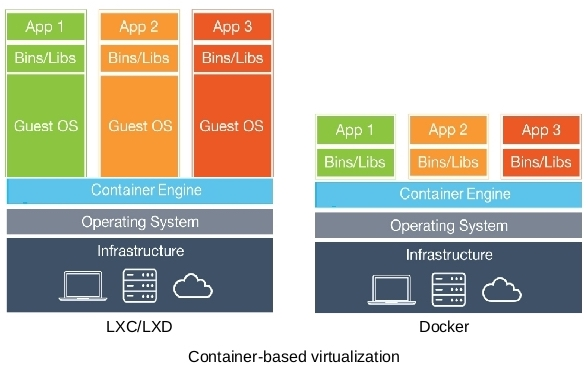 App 1
App 2
App 3
Bins/Libs
Bins/Libs
Bins/Libs
Guest OS
Guest OS
Guest OS
Container Engine
Operating System
Infrastructure
LXC/LXD
App 1
App 2
App 3
Bins/Libs
Bins/Libs
Bins/Libs
Container Engine
Operating System
Infrastructure
Docker
Container-based virtualization